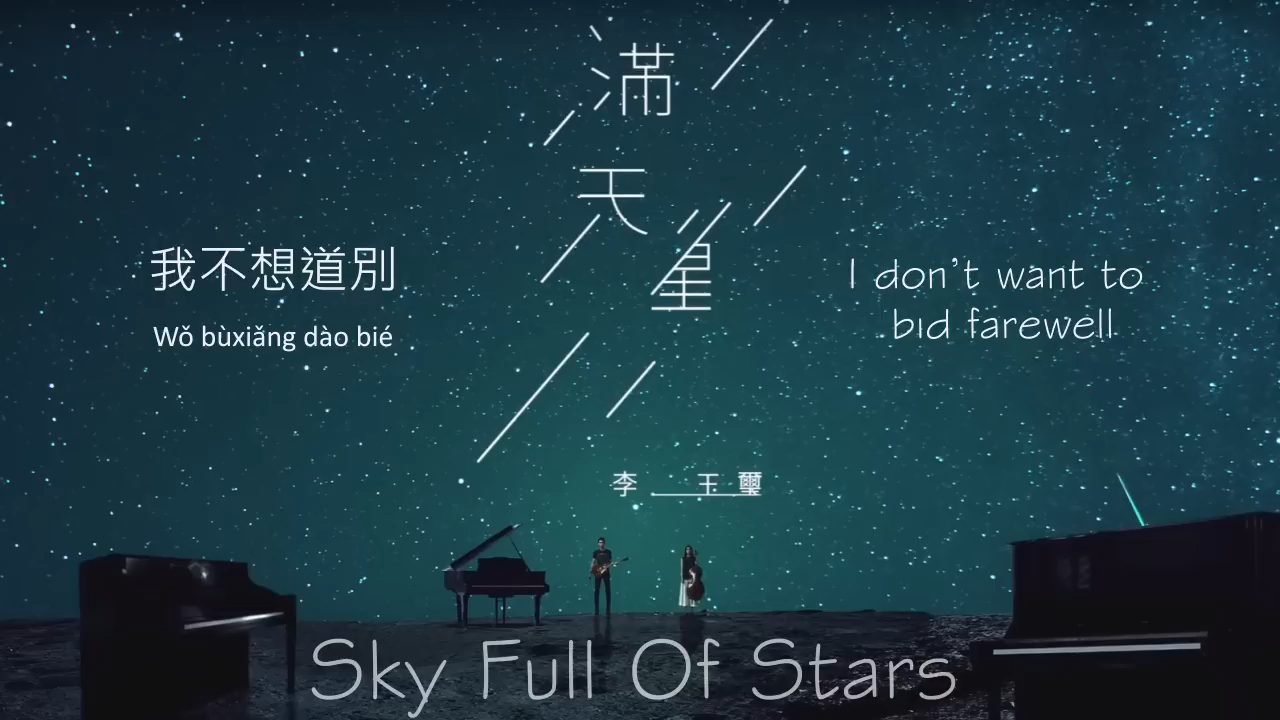 滿
天
星
我不想道別
Wǒ bùxiǎng dào bié
I don't want to
bid farewell
李 玉璽
Sky Full Of Stars